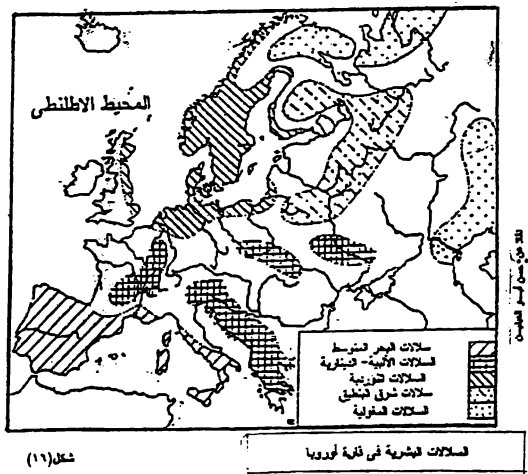 المحيط الاطلنطى
سلالات البحر المتوسط
السلالات الألبية - الدينارية
السلالات النوردية
سلالات شرق البلطيق
السلالات المغولية
السلالات البشرية فى قارة أوروبا
شكل (١٦)